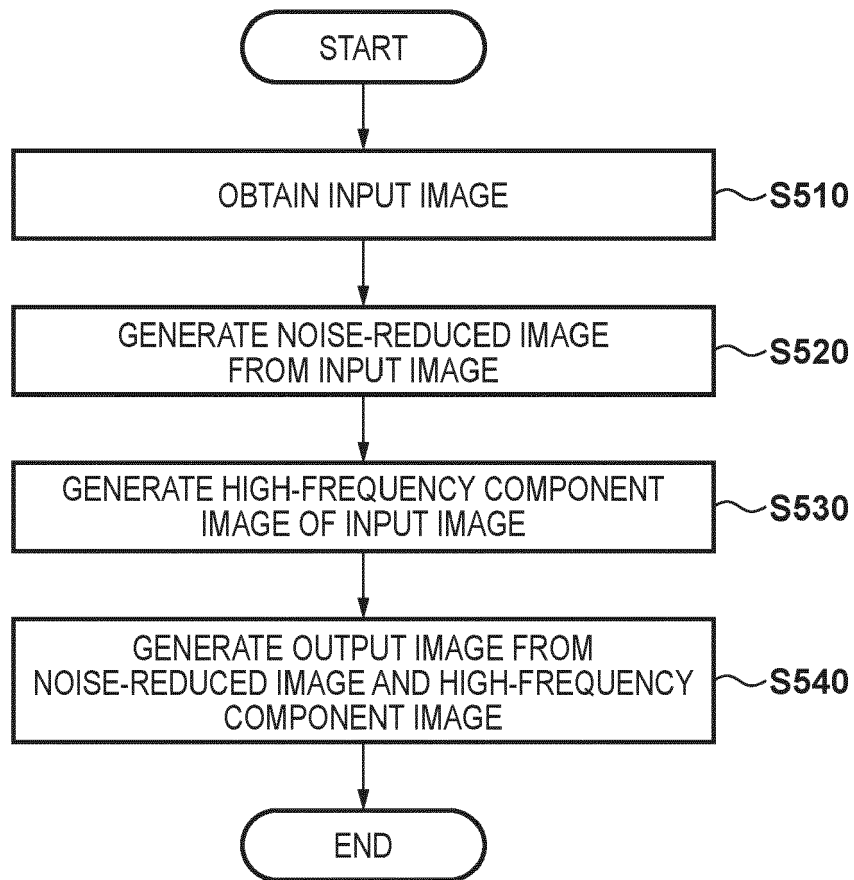 START
OBTAIN INPUT IMAGE
S510
GENERATE NOISE-REDUCED IMAGE
FROM INPUT IMAGE
S520
GENERATE HIGH-FREQUENCY COMPONENT
IMAGE OF INPUT IMAGE
S530
GENERATE OUTPUT IMAGE FROM
NOISE-REDUCED IMAGE AND HIGH-FREQUENCY
COMPONENT IMAGE
S540
END